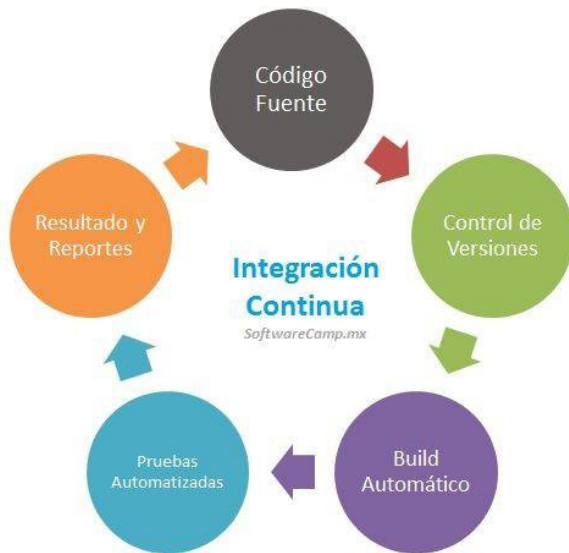 Código
Fuente
Resultado y
Reportes
Control de
Versiones
Integración
Continua
SoftwareCamp.mx
Pruebas
Automatizadas
Build
Automático